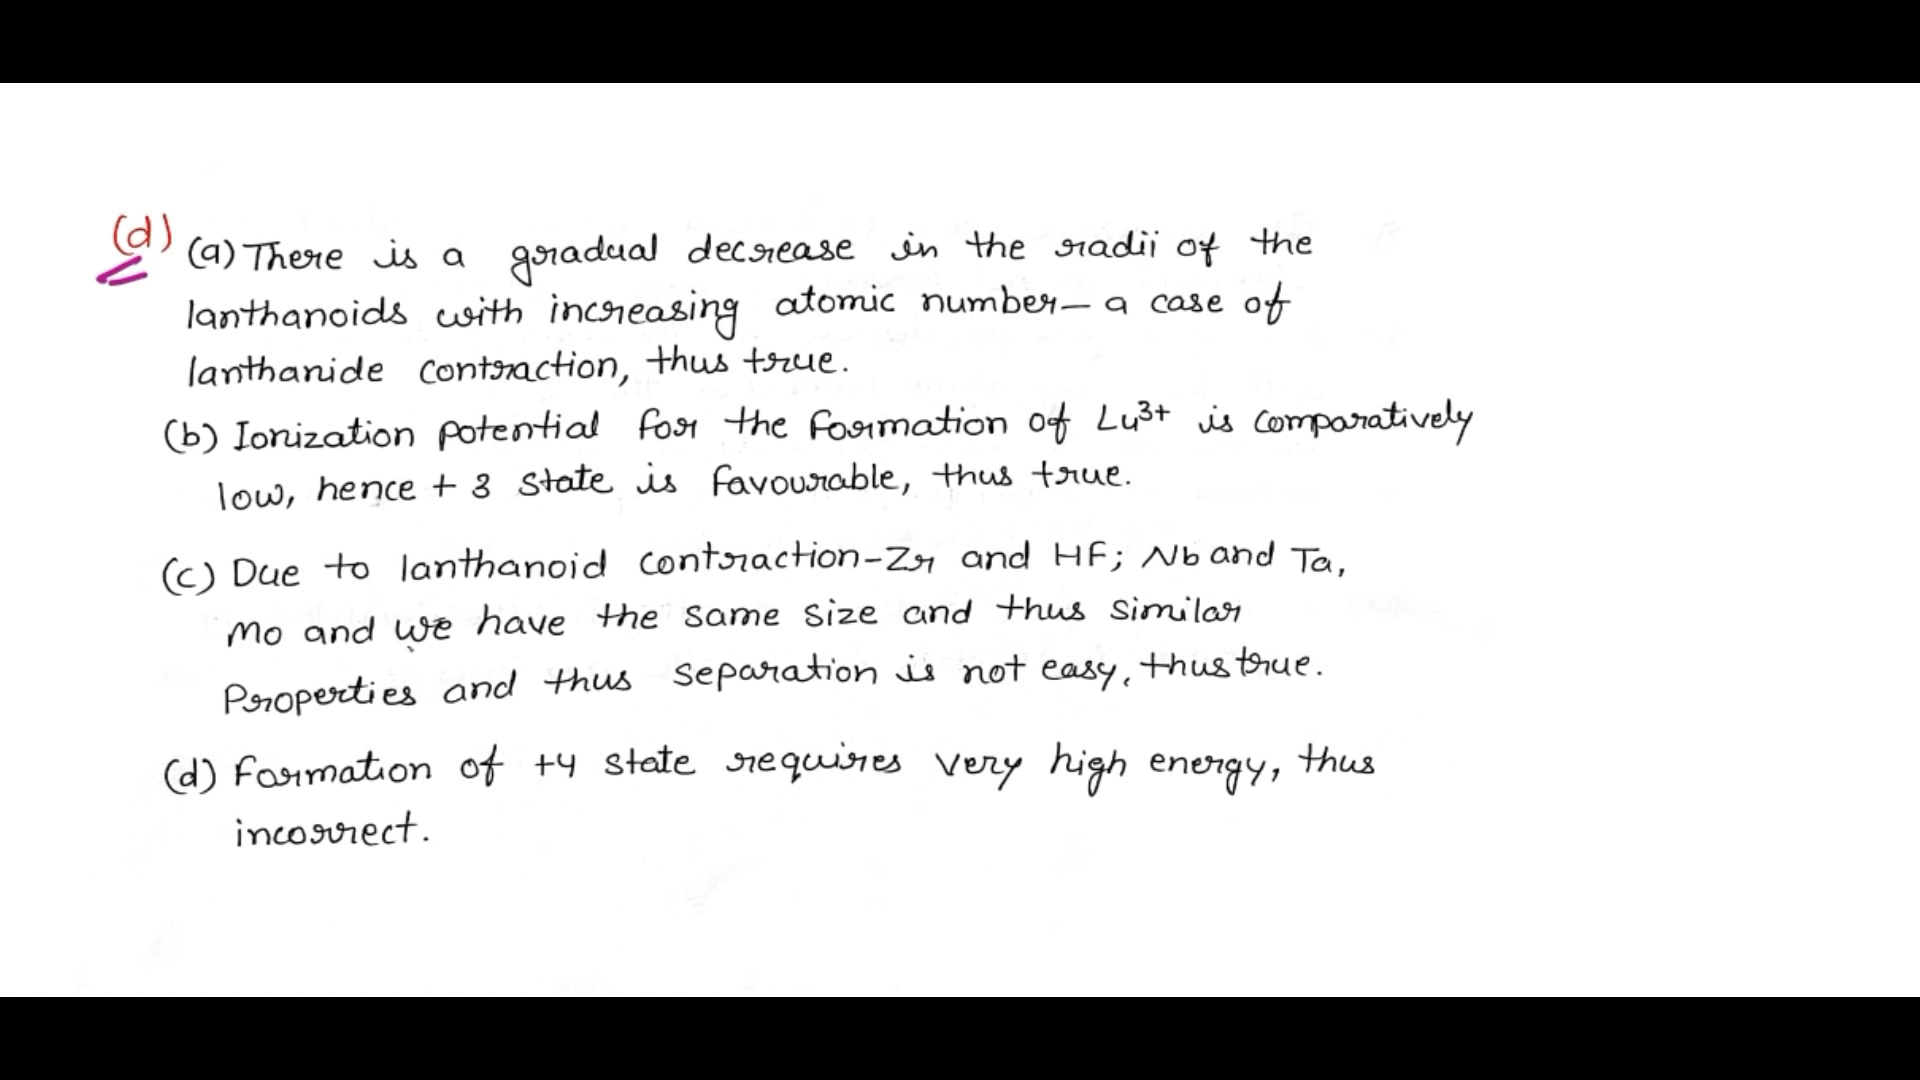 (d) (a) There is a gradual decrease in the radii of the
lanthanoids with increasing atomic number– a case of
lanthanide contraction, thus true.
(b) Ionization potential for the formation of Lu³⁺ is comparatively
low, hence +3 state is favourable, thus true.
(c) Due to lanthanoid contraction-Zr and HF; Nb and Ta,
Mo and we have the same size and thus similar
Properties and thus separation is not easy, thus true.
(d) Formation of +4 state requires very high energy, thus
incorrect.